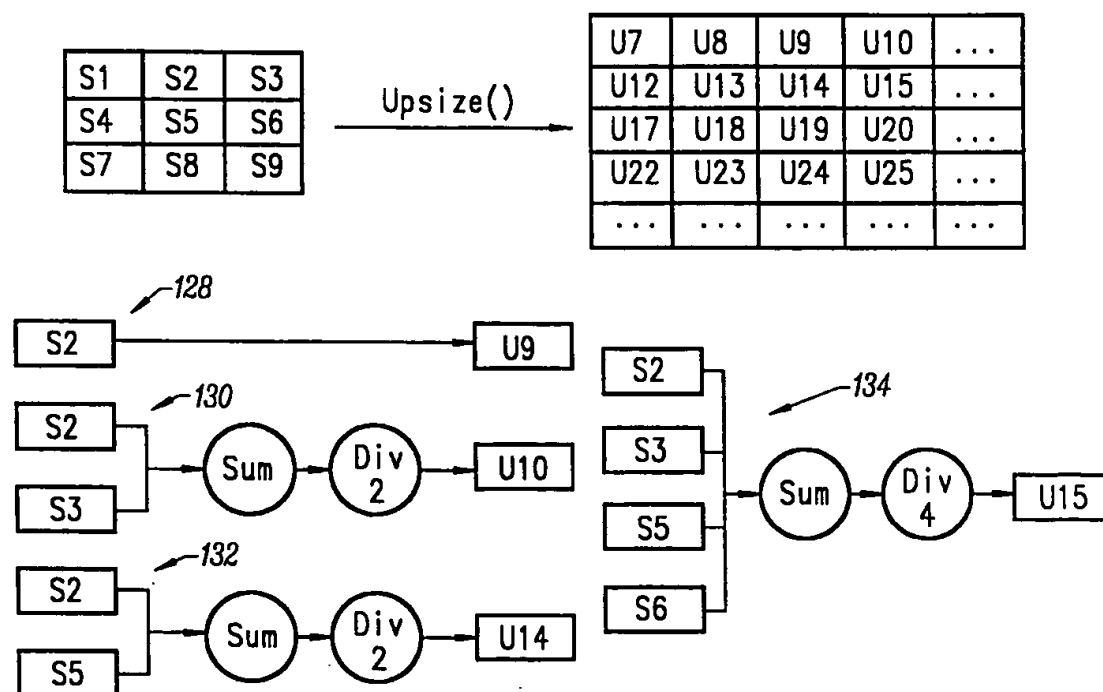 S1 S2 S3
S4 S5 S6
S7 S8 S9
Upsize()
U7 U8 U9 U10 ...
U12 U13 U14 U15 ...
U17 U18 U19 U20 ...
U22 U23 U24 U25 ...
... ... ... ... ...
128
S2 U9
130
S2
S3
Sum
Div
2
U10
132
S2
S5
Sum
Div
2
U14
134
S2
S3
S5
S6
Sum
Div
4
U15